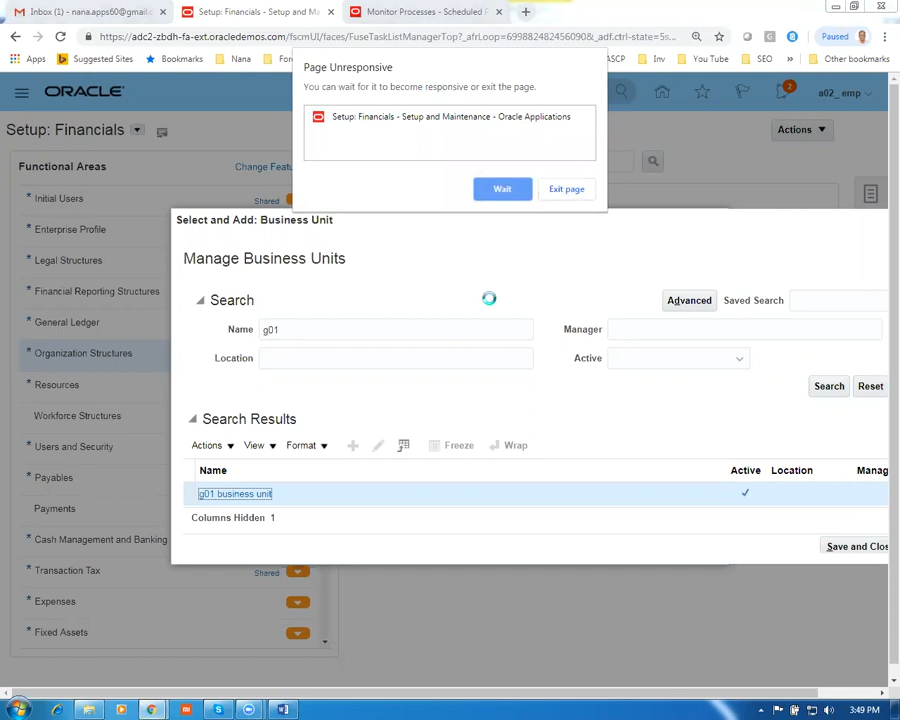 Inbox (1) - nana.apps60@gmail.c
Setup: Financials - Setup and Ma
Monitor Processes - Scheduled P
https://adc2-zbdh-fa-ext.oracledemos.com/fscmUI/faces/FuseTaskListManagerTop?_afrLoop=69988248245609&_adf.ctrl-state=5s...
Paused
Apps
Suggested Sites
Bookmarks
Nana
For
ASCP
Inv
You Tube
SEO
»
Other bookmarks
Page Unresponsive
You can wait for it to become responsive or exit the page.
Setup: Financials - Setup and Maintenance - Oracle Applications
Wait
Exit page
ORACLE
2
a02_emp
Setup: Financials
Actions
Functional Areas
Change Featu
* Initial Users
Shared
* Enterprise Profile
* Legal Structures
* Financial Reporting Structures
* General Ledger
* Organization Structures
* Resources
Workforce Structures
* Users and Security
* Payables
Payments
* Cash Management and Banking
* Transaction Tax
Shared
* Expenses
* Fixed Assets
Select and Add: Business Unit
Manage Business Units
Search
Advanced
Saved Search
Name
g01
Manager
Location
Active
Search
Reset
Search Results
Actions
View
Format
Freeze
Wrap
Name
Active
Location
Manag
g01 business unit
Columns Hidden 1
Save and Clos
3:49 PM